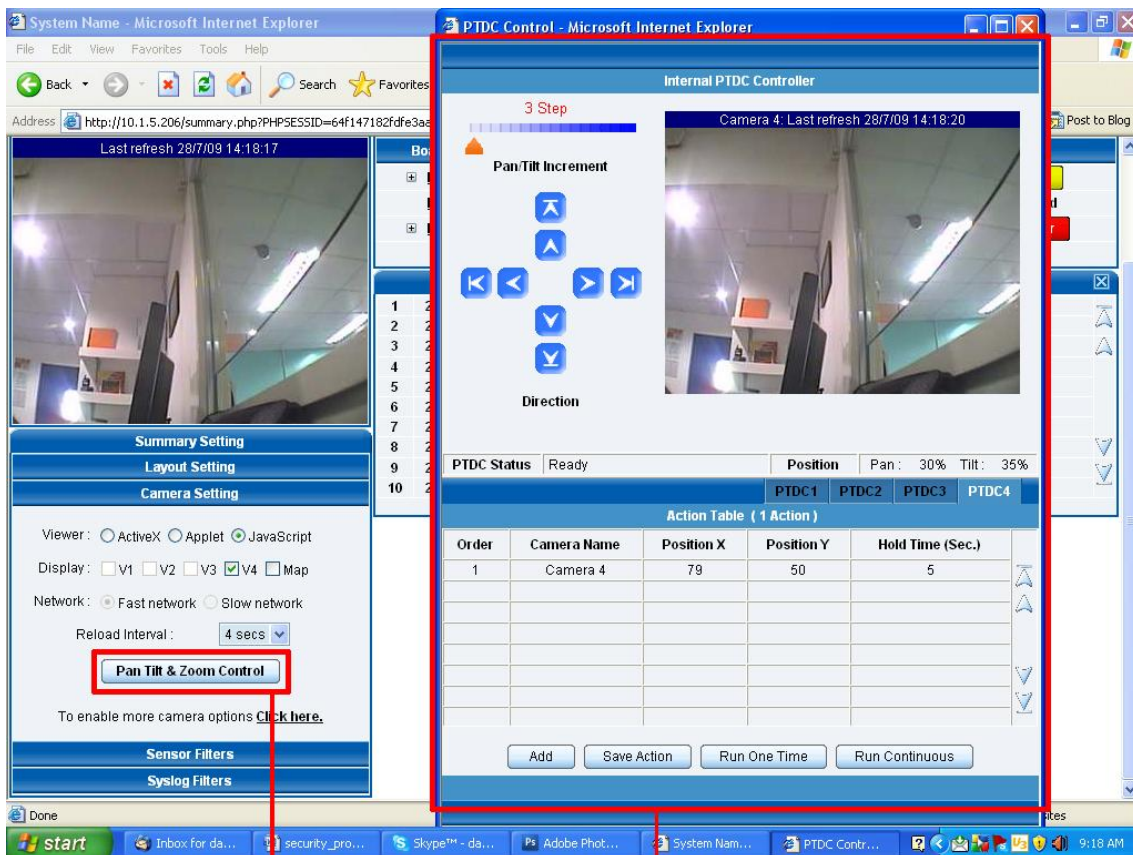 System Name - Microsoft Internet Explorer
File Edit View Favorites Tools Help
Back Search Favorites
Address http://10.1.5.206/summary.php?PHPSESSID=64f147182fdfe3aa
Post to Blog
Last refresh 28/7/09 14:18:17
1
2
3
4
5
6
7
8
9
10
Summary Setting
Layout Setting
Camera Setting
Viewer : ActiveX Applet JavaScript
Display : V1 V2 V3 V4 Map
Network : Fast network Slow network
Reload Interval : 4 secs
Pan Tilt & Zoom Control
To enable more camera options Click here.
Sensor Filters
Syslog Filters
Done
PTDC Control - Microsoft Internet Explorer
Internal PTDC Controller
3 Step
Pan/Tilt Increment
Direction
Camera 4: Last refresh 28/7/09 14:18:20
PTDC Status Ready Position Pan : 30% Tilt : 35%
PTDC1 PTDC2 PTDC3 PTDC4
Action Table ( 1 Action )
Order Camera Name Position X Position Y Hold Time (Sec.)
1 Camera 4 79 50 5
Add Save Action Run One Time Run Continuous
start Inbox for da... security_pro... Skype™ - da... Adobe Phot... System Nam... PTDC Contr... 9:18 AM